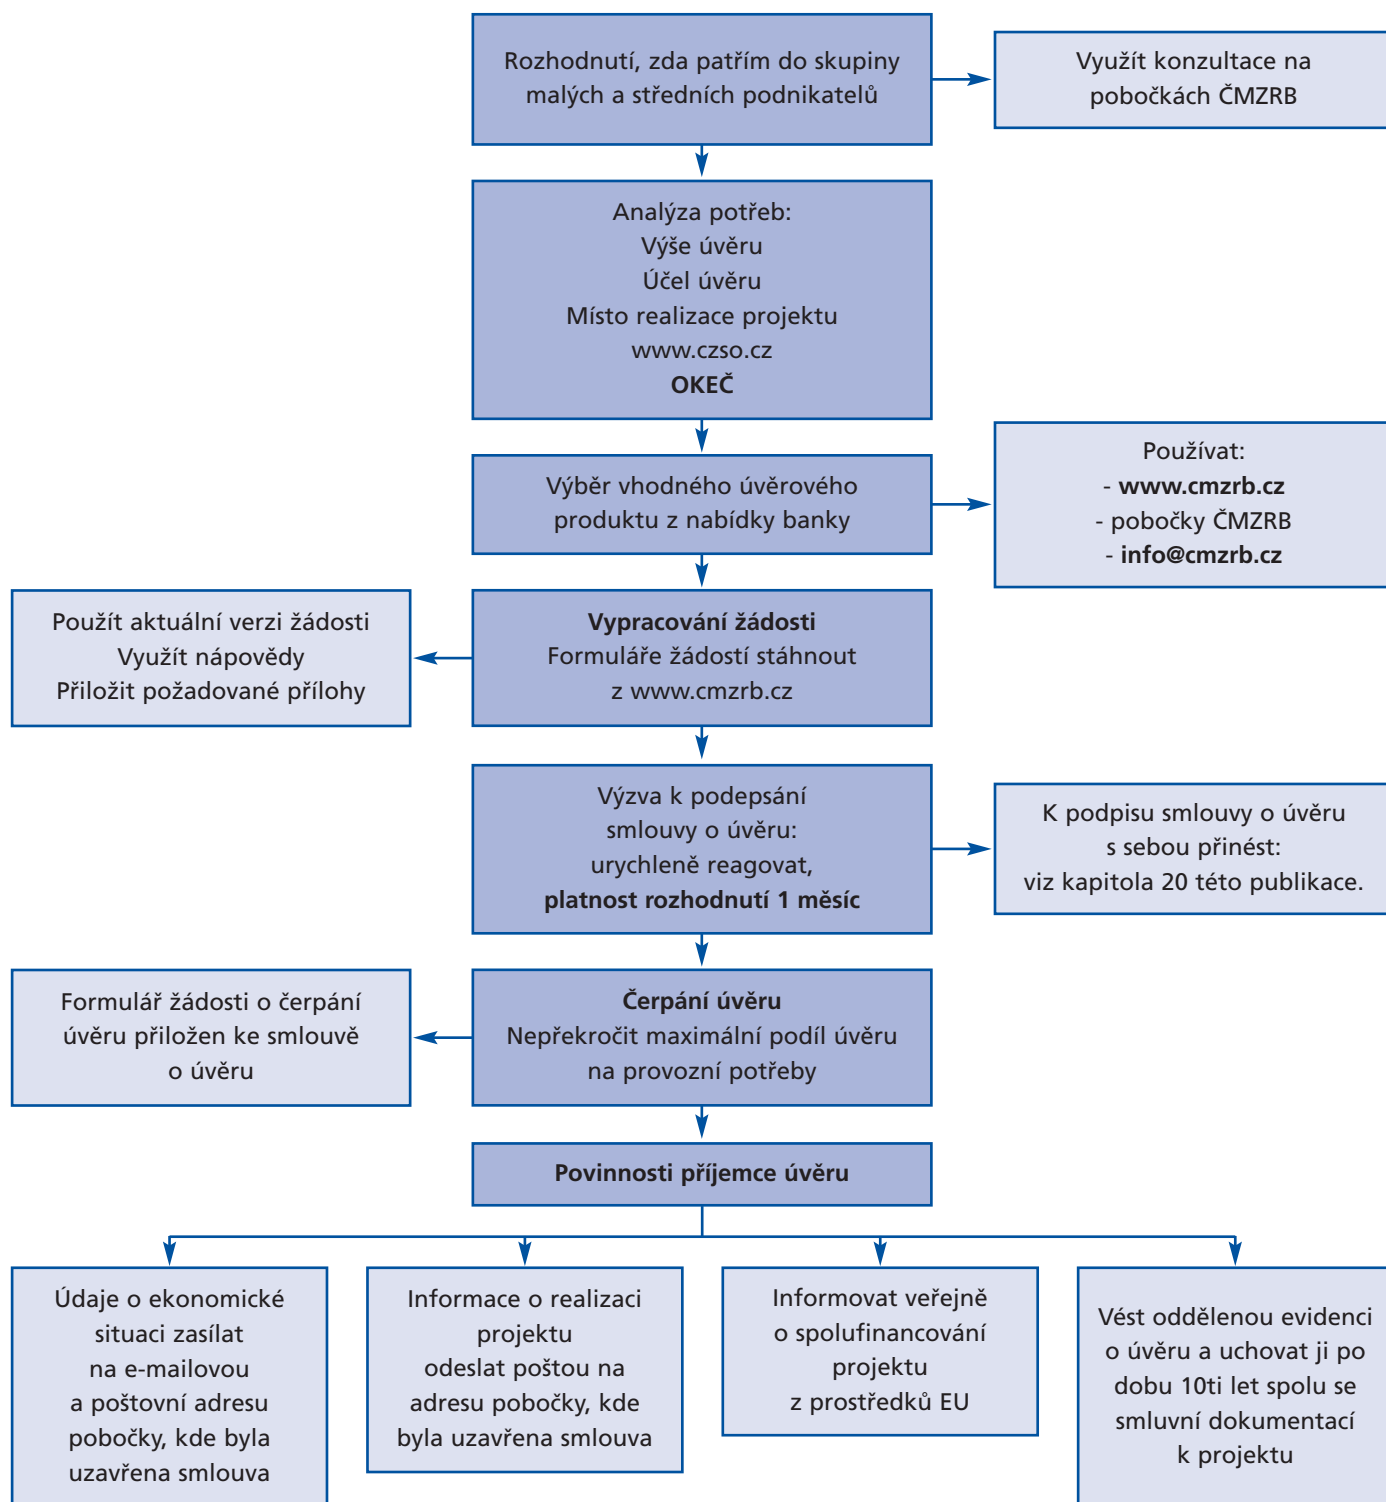 Rozhodnutí, zda patřím do skupiny
malých a středních podnikatelů
Využít konzultace na
pobočkách ČMZRB
Analýza potřeb:
Výše úvěru
Účel úvěru
Místo realizace projektu
www.czso.cz
OKEČ
Výběr vhodného úvěrového
produktu z nabídky banky
Používat:
- www.cmzrb.cz
- pobočky ČMZRB
- info@cmzrb.cz
Použít aktuální verzi žádosti
Využít nápovědy
Přiložit požadované přílohy
Vypracování žádosti
Formuláře žádostí stáhnout
z www.cmzrb.cz
Výzva k podepsání
smlouvy o úvěru:
urychleně reagovat,
platnost rozhodnutí 1 měsíc
K podpisu smlouvy o úvěru
s sebou přinést:
viz kapitola 20 této publikace.
Formulář žádosti o čerpání
úvěru přiložen ke smlouvě
o úvěru
Čerpání úvěru
Nepřekročit maximální podíl úvěru
na provozní potřeby
Povinnosti příjemce úvěru
Údaje o ekonomické
situaci zasílat
na e-mailovou
a poštovní adresu
pobočky, kde byla
uzavřena smlouva
Informace o realizaci
projektu
odeslat poštou na
adresu pobočky, kde
byla uzavřena smlouva
Informovat veřejně
o spolufinancování
projektu
z prostředků EU
Vést oddělenou evidenci
o úvěru a uchovat ji po
dobu 10ti let spolu se
smluvní dokumentací
k projektu